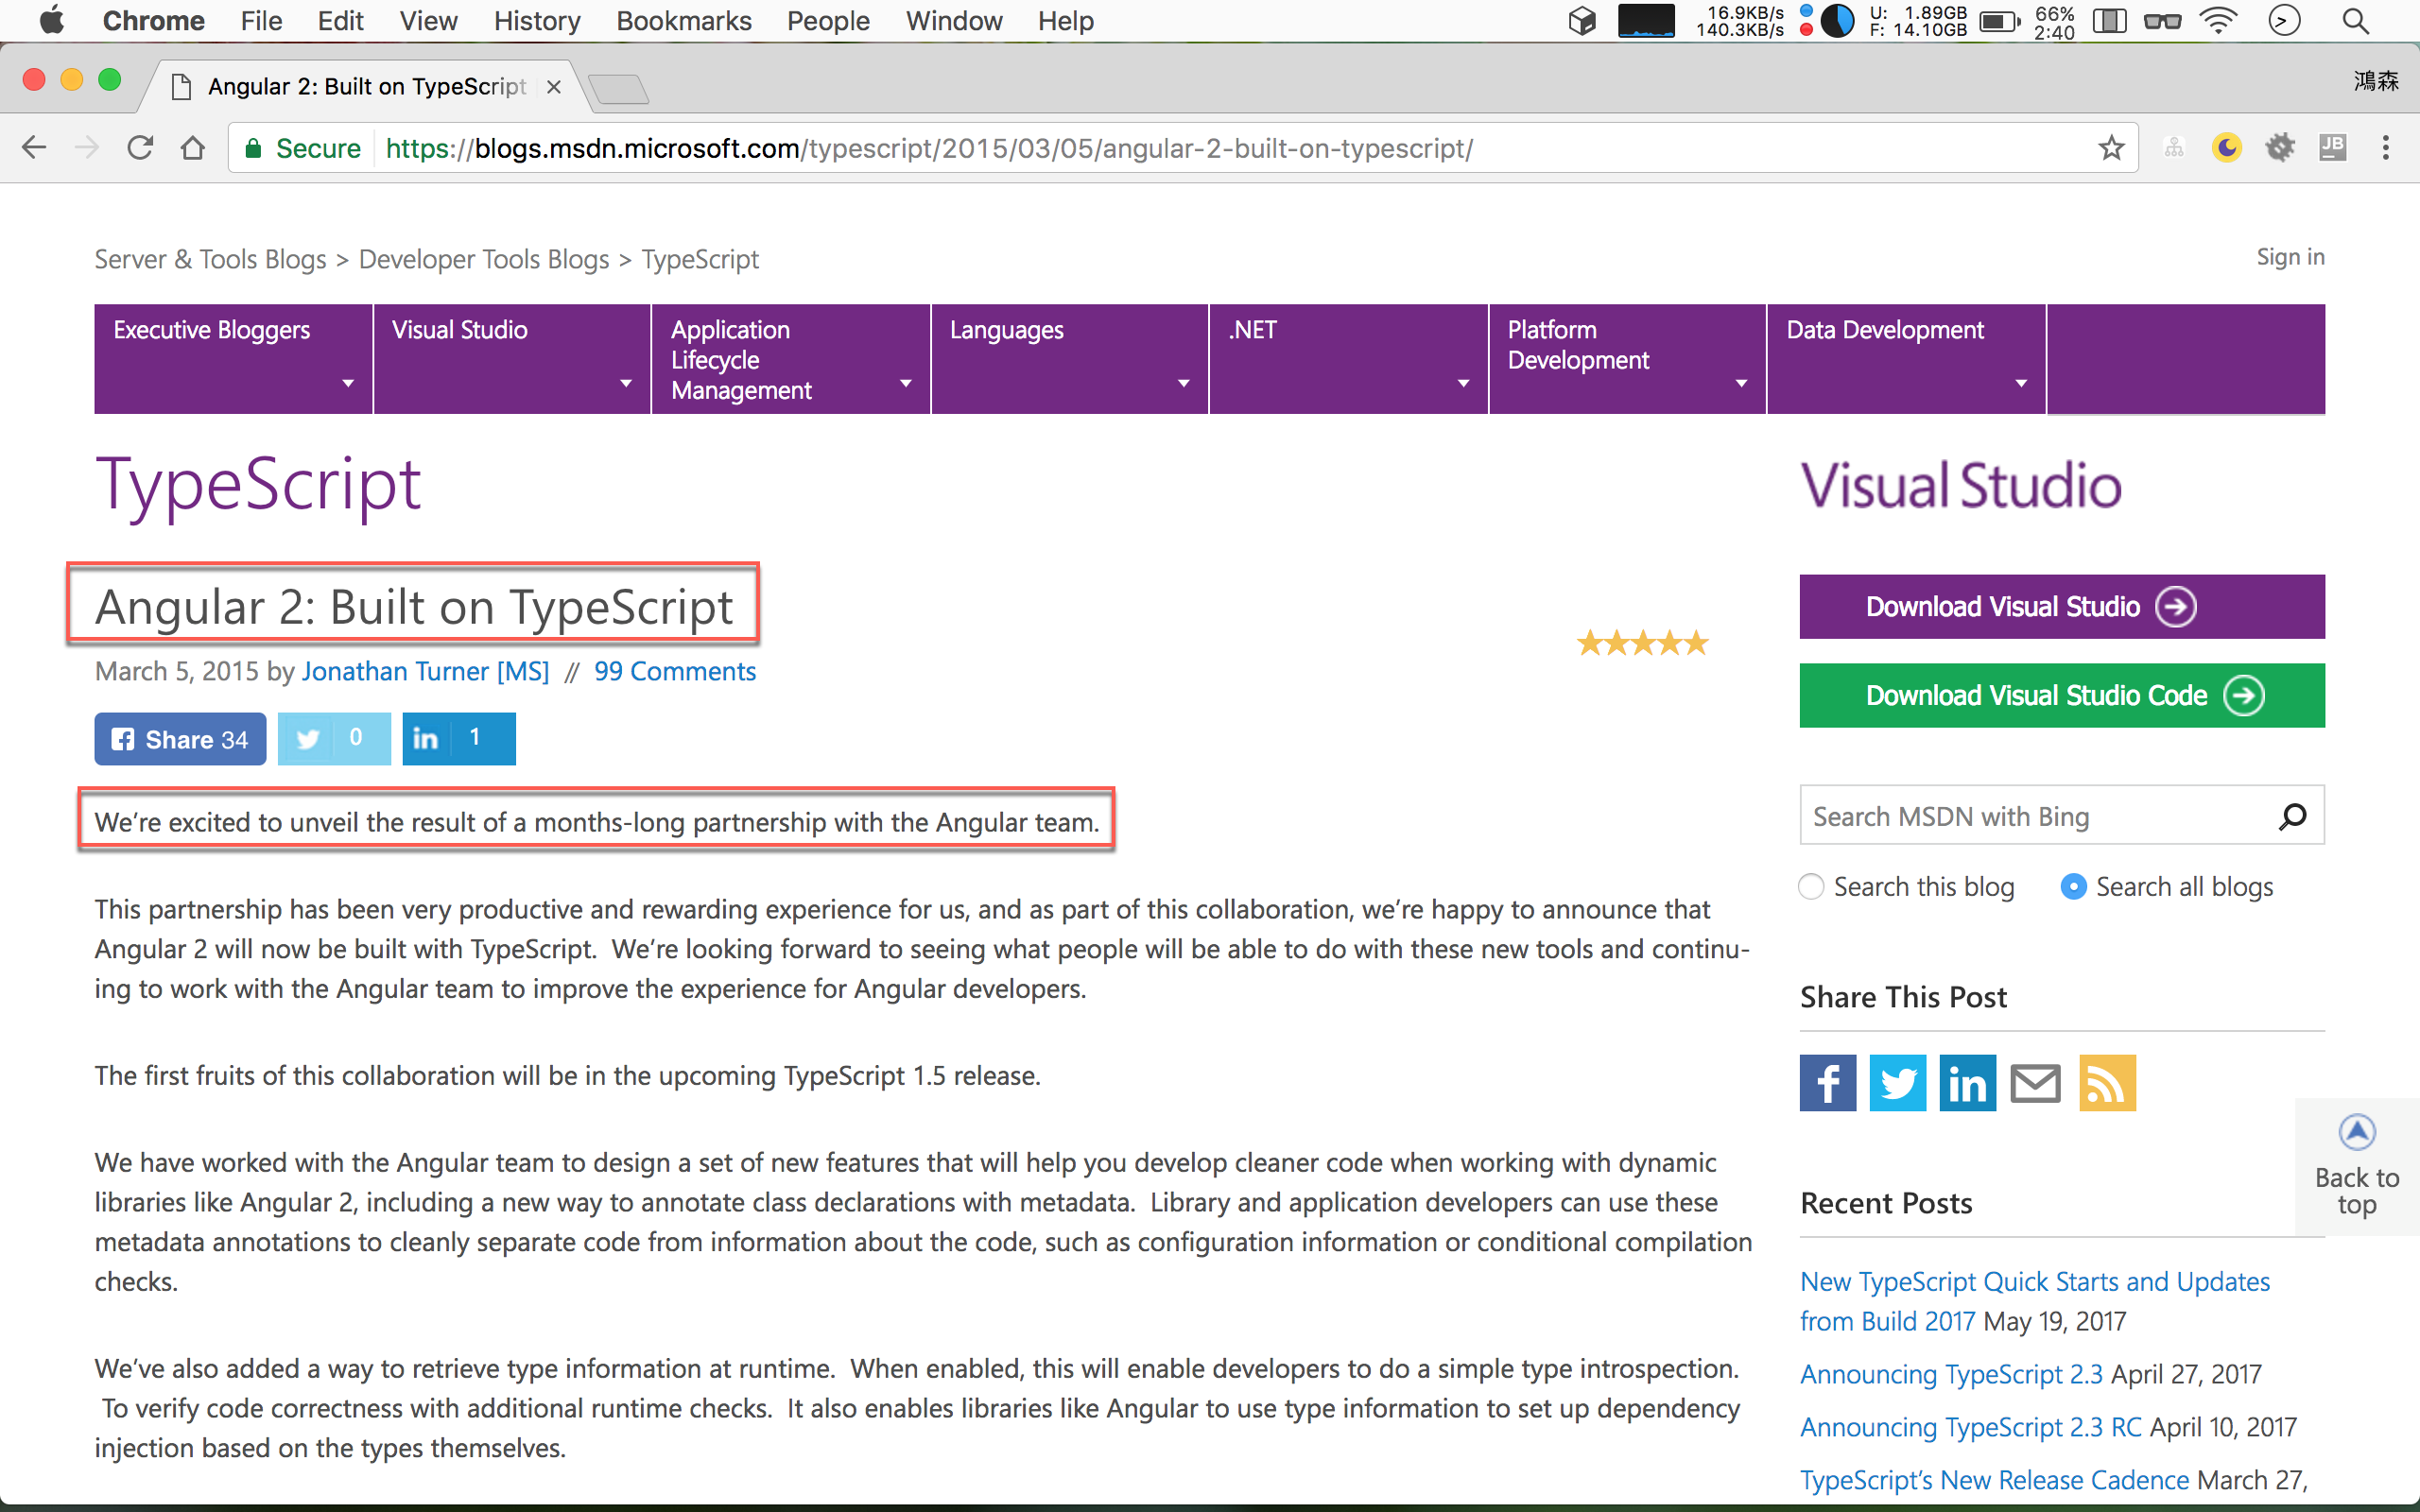 Chrome File Edit View History Bookmarks People Window Help
16.9KB/s
140.3KB/s
U: 1.89GB
F: 14.10GB
66%
2:40
Angular 2: Built on TypeScript
鴻森
Secure https://blogs.msdn.microsoft.com/typescript/2015/03/05/angular-2-built-on-typescript/
JB
Server & Tools Blogs > Developer Tools Blogs > TypeScript
Sign in
Executive Bloggers
Visual Studio
Application
Lifecycle
Management
Languages
.NET
Platform
Development
Data Development
TypeScript
Angular 2: Built on TypeScript
March 5, 2015 by Jonathan Turner [MS] // 99 Comments
Share 34
0
in 1
We’re excited to unveil the result of a months-long partnership with the Angular team.
This partnership has been very productive and rewarding experience for us, and as part of this collaboration, we’re happy to announce that
Angular 2 will now be built with TypeScript. We’re looking forward to seeing what people will be able to do with these new tools and continu-
ing to work with the Angular team to improve the experience for Angular developers.
The first fruits of this collaboration will be in the upcoming TypeScript 1.5 release.
We have worked with the Angular team to design a set of new features that will help you develop cleaner code when working with dynamic
libraries like Angular 2, including a new way to annotate class declarations with metadata. Library and application developers can use these
metadata annotations to cleanly separate code from information about the code, such as configuration information or conditional compilation
checks.
We’ve also added a way to retrieve type information at runtime. When enabled, this will enable developers to do a simple type introspection.
To verify code correctness with additional runtime checks. It also enables libraries like Angular to use type information to set up dependency
injection based on the types themselves.
Visual Studio
Download Visual Studio
Download Visual Studio Code
Search MSDN with Bing
Search this blog
Search all blogs
Share This Post
f
in
Back to
top
Recent Posts
New TypeScript Quick Starts and Updates
from Build 2017 May 19, 2017
Announcing TypeScript 2.3 April 27, 2017
Announcing TypeScript 2.3 RC April 10, 2017
TypeScript’s New Release Cadence March 27,